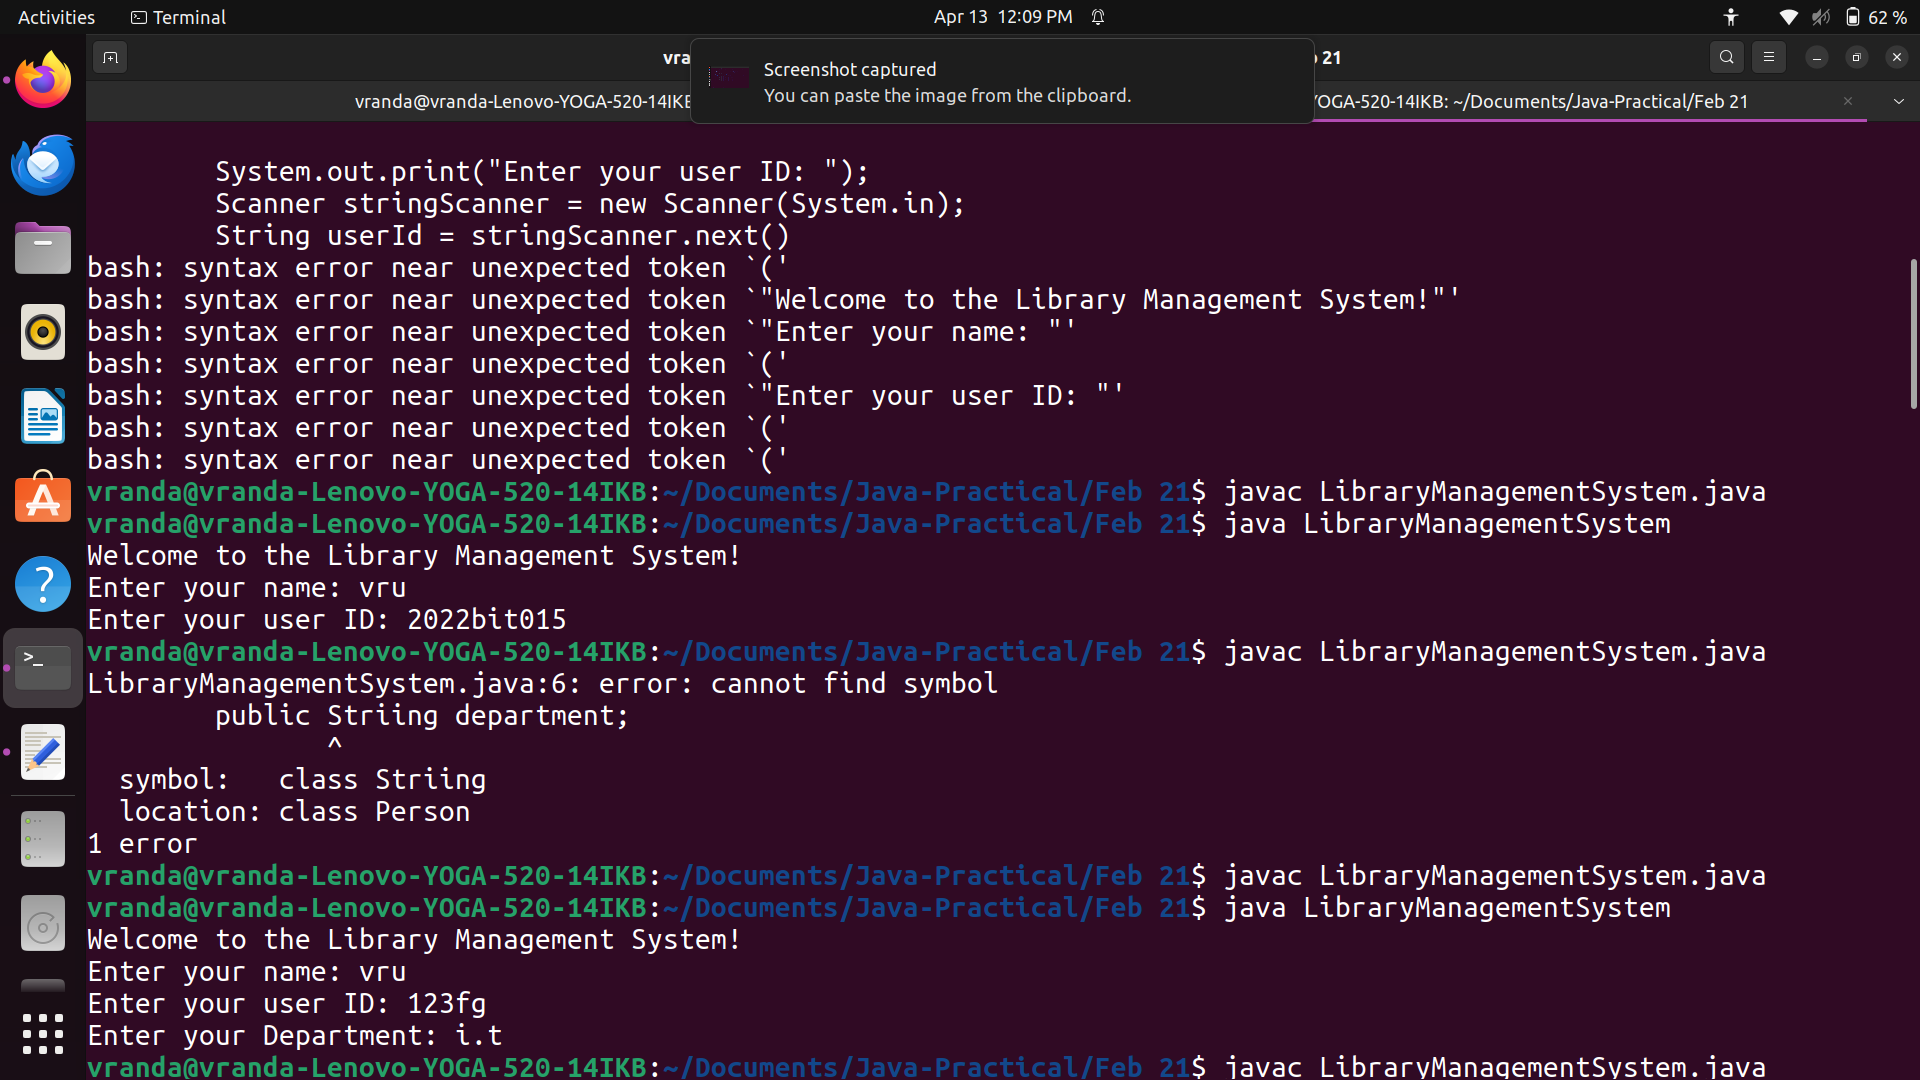 Activities Terminal Apr 13 12:09 PM 62 %
vra 21
Screenshot captured
You can paste the image from the clipboard.
vranda@vranda-Lenovo-YOGA-520-14IKB OGA-520-14IKB: ~/Documents/Java-Practical/Feb 21
System.out.print("Enter your user ID: ");
Scanner stringScanner = new Scanner(System.in);
String userId = stringScanner.next()
bash: syntax error near unexpected token `('
bash: syntax error near unexpected token `"Welcome to the Library Management System!"'
bash: syntax error near unexpected token `"Enter your name: "'
bash: syntax error near unexpected token `('
bash: syntax error near unexpected token `"Enter your user ID: "'
bash: syntax error near unexpected token `('
bash: syntax error near unexpected token `('
vranda@vranda-Lenovo-YOGA-520-14IKB:~/Documents/Java-Practical/Feb 21$ javac LibraryManagementSystem.java
vranda@vranda-Lenovo-YOGA-520-14IKB:~/Documents/Java-Practical/Feb 21$ java LibraryManagementSystem
Welcome to the Library Management System!
Enter your name: vru
Enter your user ID: 2022bit015
vranda@vranda-Lenovo-YOGA-520-14IKB:~/Documents/Java-Practical/Feb 21$ javac LibraryManagementSystem.java
LibraryManagementSystem.java:6: error: cannot find symbol
public Striing department;
^
symbol:   class Striing
location: class Person
1 error
vranda@vranda-Lenovo-YOGA-520-14IKB:~/Documents/Java-Practical/Feb 21$ javac LibraryManagementSystem.java
vranda@vranda-Lenovo-YOGA-520-14IKB:~/Documents/Java-Practical/Feb 21$ java LibraryManagementSystem
Welcome to the Library Management System!
Enter your name: vru
Enter your user ID: 123fg
Enter your Department: i.t
vranda@vranda-Lenovo-YOGA-520-14IKB:~/Documents/Java-Practical/Feb 21$ javac LibraryManagementSystem.java